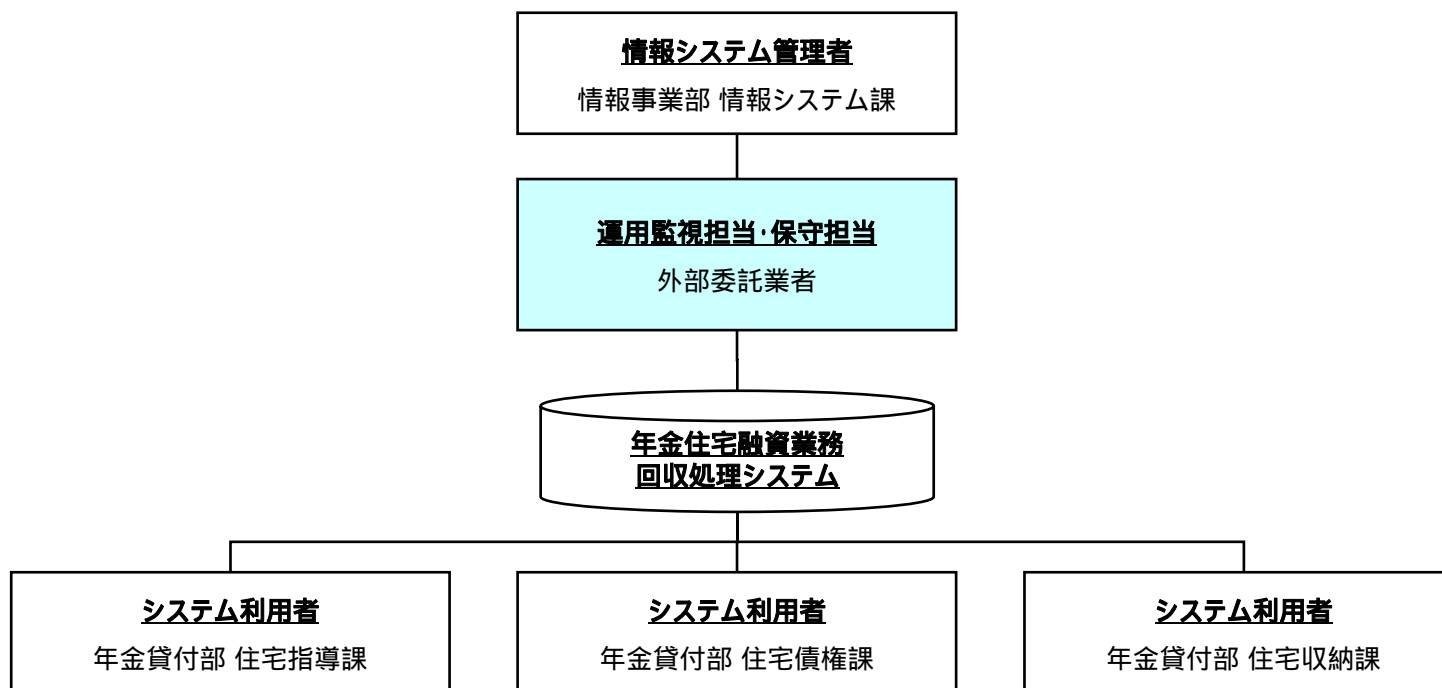 情報システム管理者
情報事業部 情報システム課
運用監視担当･保守担当
外部委託業者
年金住宅融資業務
回収処理システム
システム利用者
年金貸付部 住宅指導課
システム利用者
年金貸付部 住宅債権課
システム利用者
年金貸付部 住宅収納課